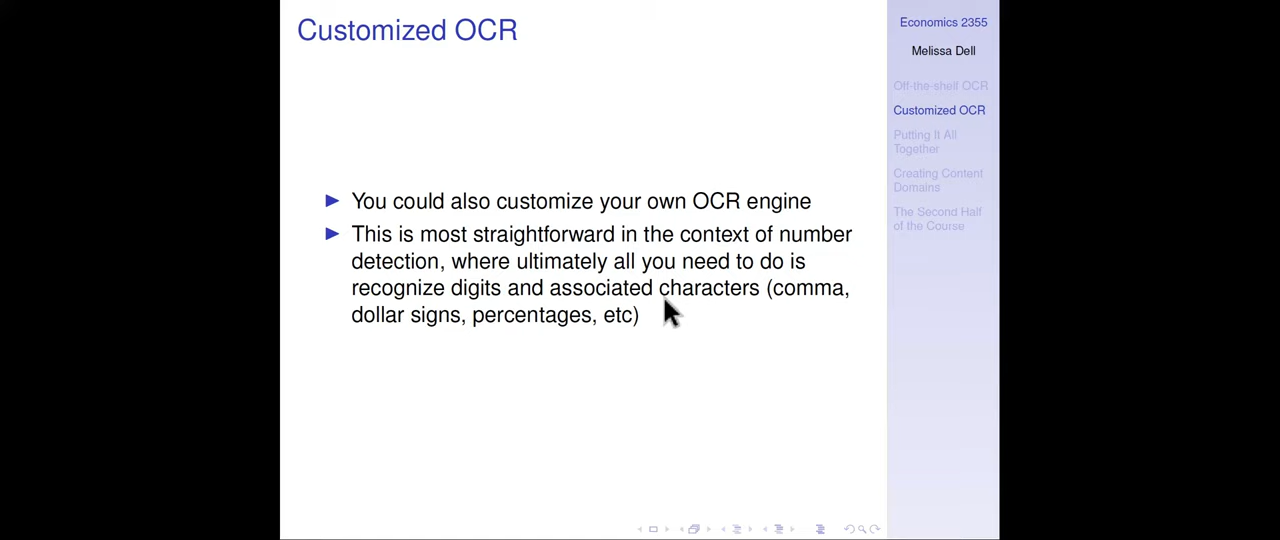 Customized OCR
You could also customize your own OCR engine
This is most straightforward in the context of number
detection, where ultimately all you need to do is
recognize digits and associated characters (comma,
dollar signs, percentages, etc)
Economics 2355
Melissa Dell
Off-the-shelf OCR
Customized OCR
Putting It All
Together
Creating Content
Domains
The Second Half
of the Course